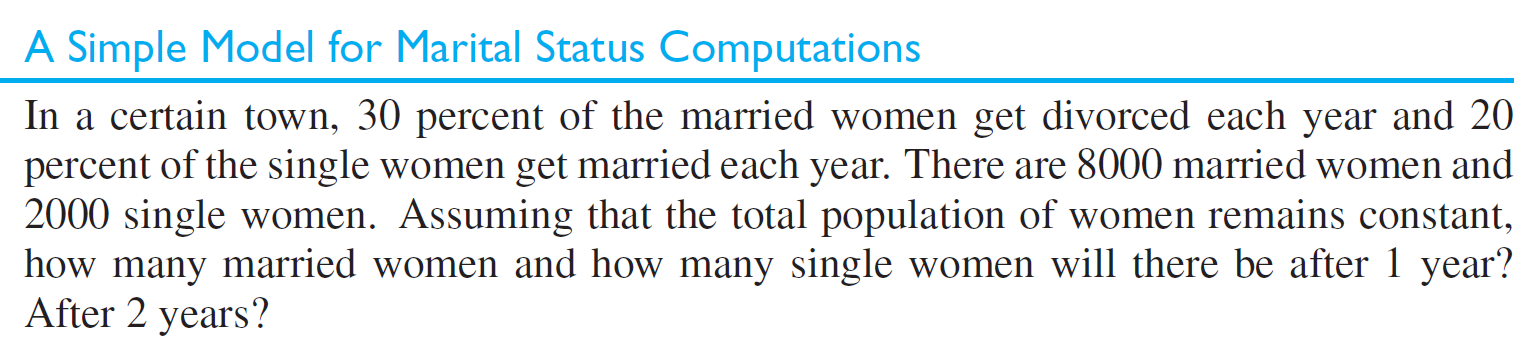 A Simple Model for Marital Status Computations
In a certain town, 30 percent of the married women get divorced each year and 20
percent of the single women get married each year. There are 8000 married women and
2000 single women. Assuming that the total population of women remains constant,
how many married women and how many single women will there be after 1 year?
After 2 years?